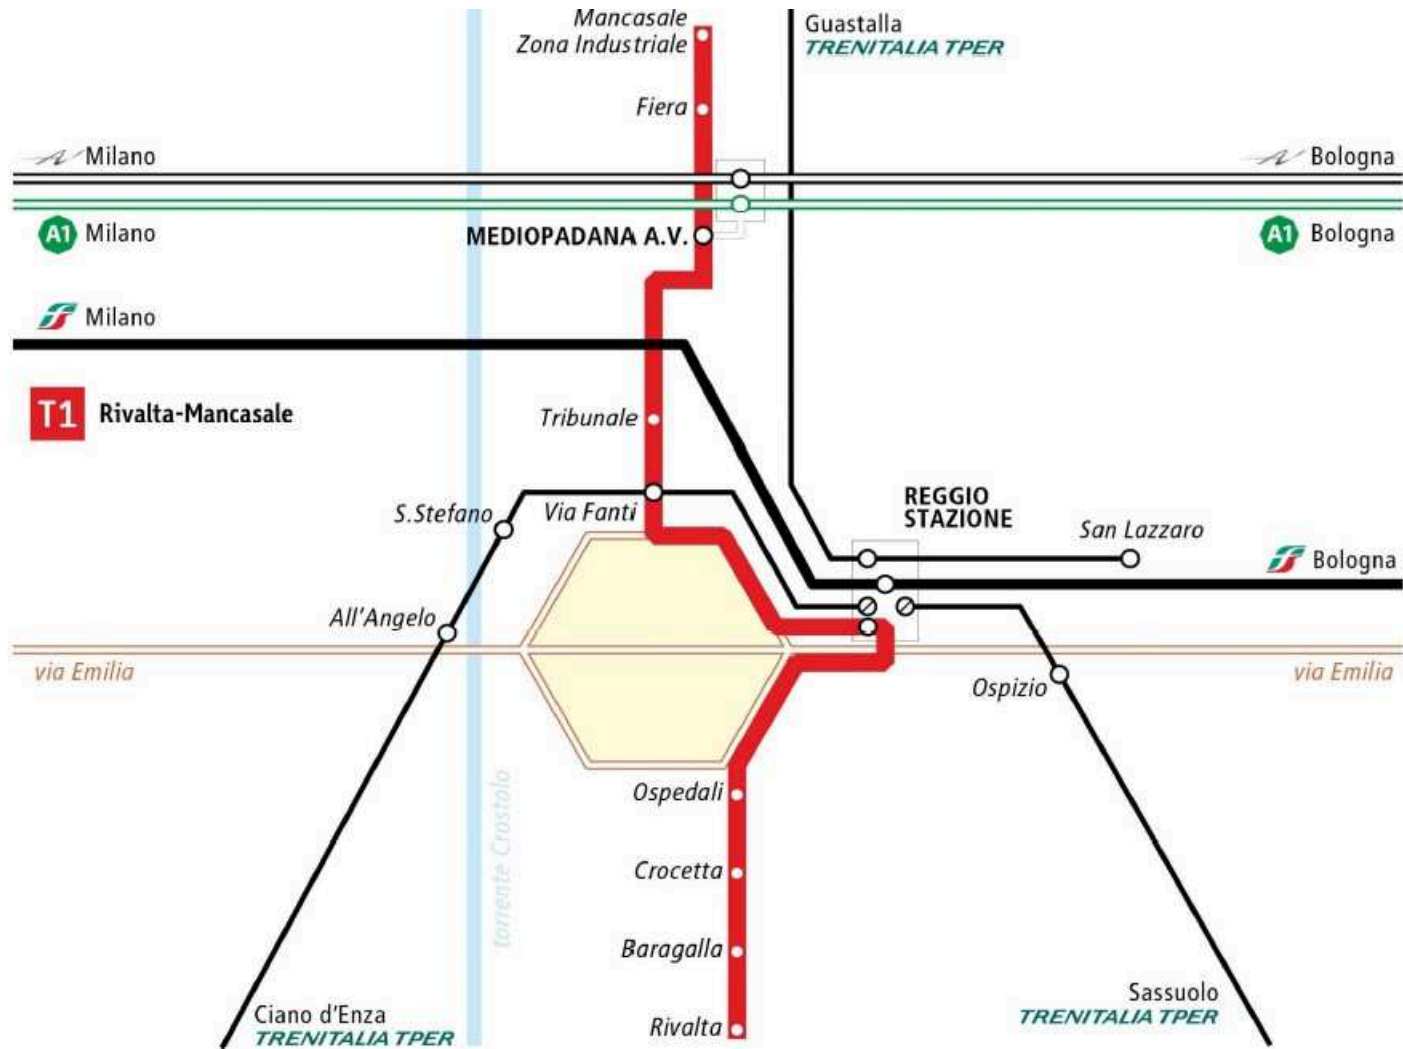 Mancasale
Zona Industriale
Guastalla
TRENITALIA TPER
Fiera
Milano
Bologna
A1 Milano
MEDIOPADANA A.V.
A1 Bologna
Milano
T1 Rivalta-Mancasale
Tribunale
REGGIO
STAZIONE
S.Stefano
Via Fanti
San Lazzaro
Bologna
All'Angelo
via Emilia
via Emilia
Ospizio
Ospedali
torrente Crostolo
Crocetta
Baragalla
Rivalta
Ciano d'Enza
TRENITALIA TPER
Sassuolo
TRENITALIA TPER